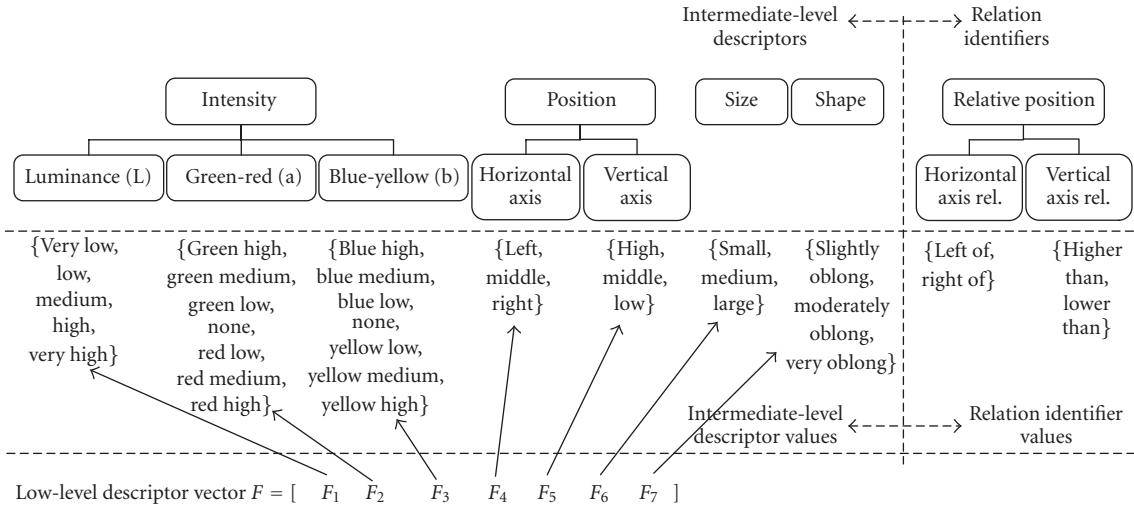 Intermediate-level
descriptors
Relation
identifiers
Intensity
Position
Size
Shape
Relative position
Luminance (L)
Green-red (a)
Blue-yellow (b)
Horizontal
axis
Vertical
axis
Horizontal
axis rel.
Vertical
axis rel.
{Very low,
low,
medium,
high,
very high}
{Green high,
green medium,
green low,
none,
red low,
red medium,
red high}
{Blue high,
blue medium,
blue low,
none,
yellow low,
yellow medium,
yellow high}
{Left,
middle,
right}
{High,
middle,
low}
{Small,
medium,
large}
{Slightly
oblong,
moderately
oblong,
very oblong}
{Left of,
right of}
{Higher
than,
lower
than}
Intermediate-level
descriptor values
Relation identifier
values
Low-level descriptor vector F = [ F1 F2 F3 F4 F5 F6 F7 ]